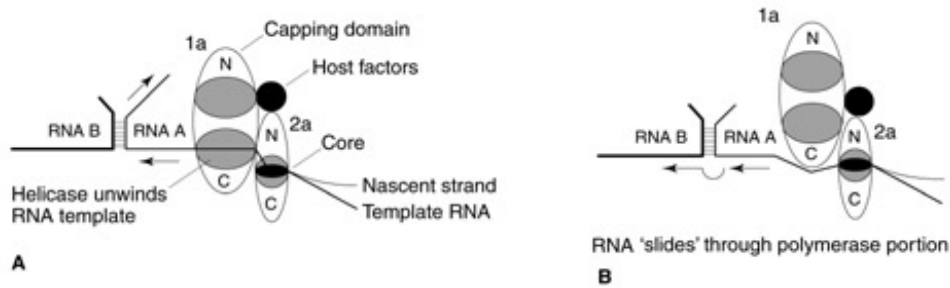 1a
Capping domain
N
Host factors
RNA B
RNA A
2a
N
Core
C
Helicase unwinds
RNA template
C
Nascent strand
Template RNA
A
1a
N
RNA B
RNA A
2a
N
C
C
RNA ‘slides’ through polymerase portion
B